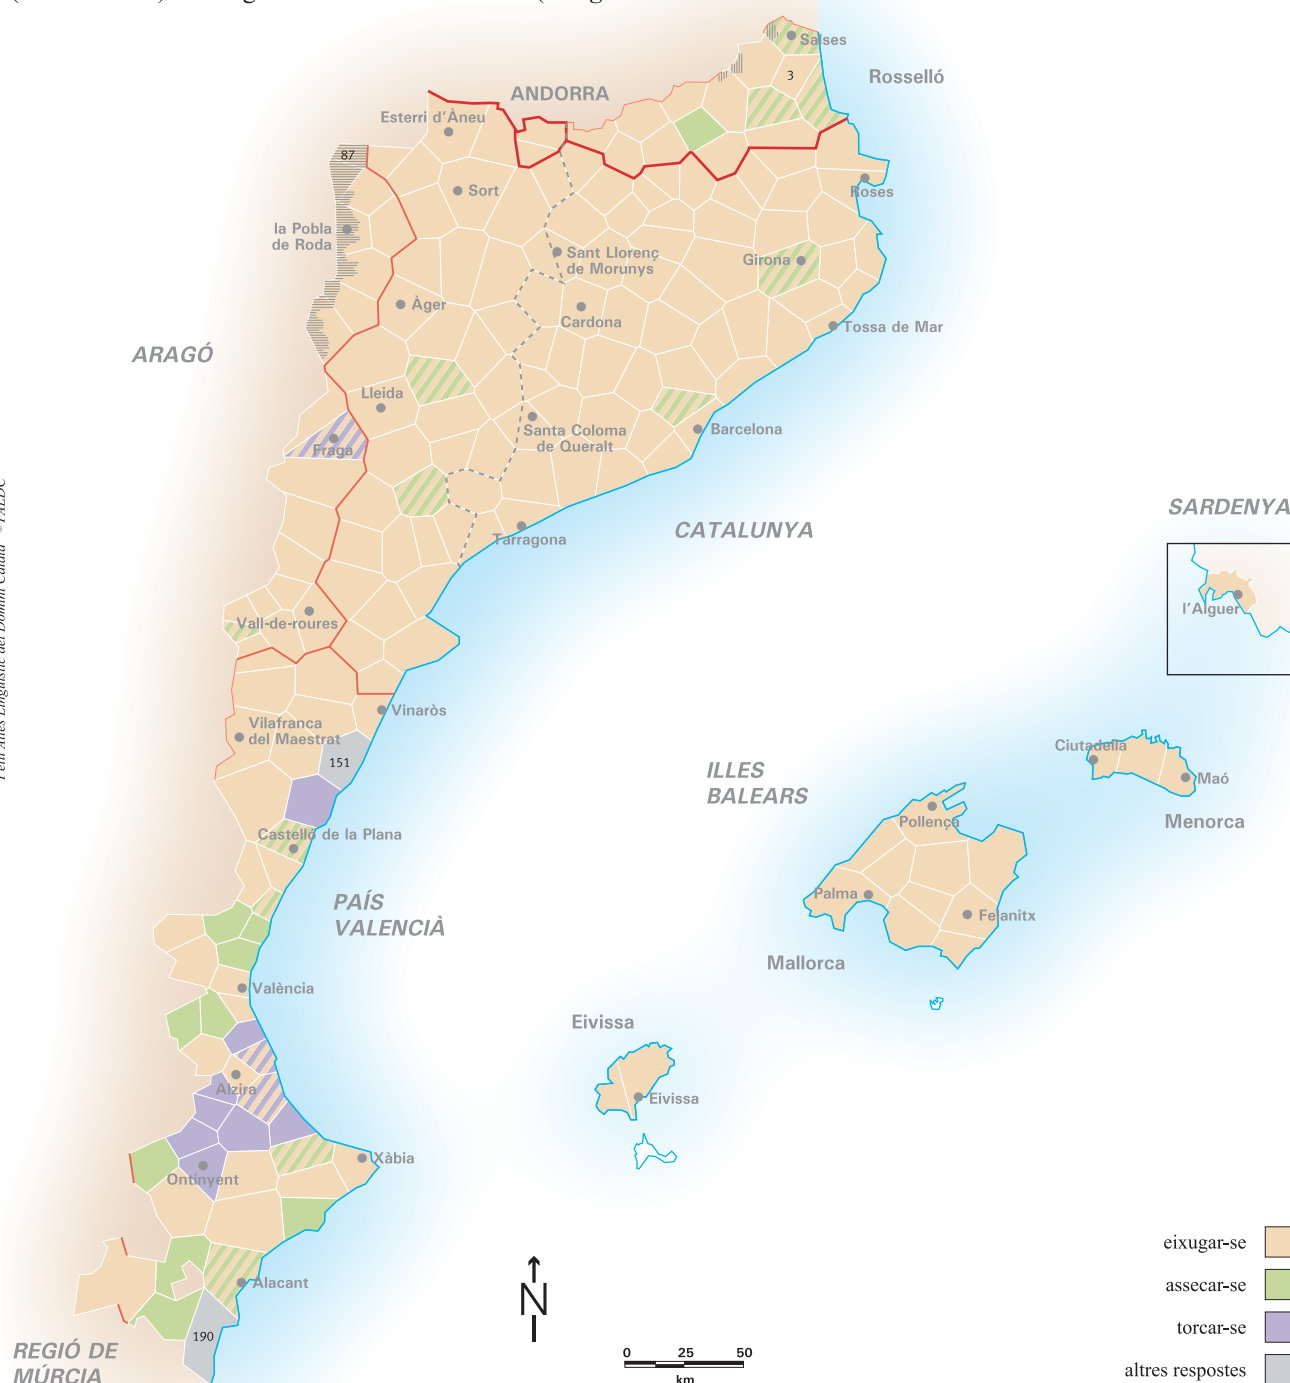 Salses
3
Rosselló
ANDORRA
Esterri d'Àneu
87
Sort
Roses
la Pobla
de Roda
Sant Llorenç
de Morunys
Girona
Àger
Cardona
Tossa de Mar
ARAGÓ
Lleida
Santa Coloma
de Queralt
Barcelona
Fraga
SARDENYA
CATALUNYA
Tarragona
l'Alguer
Vall-de-roures
Vinaròs
Vilafranca
del Maestrat
151
Ciutadella
Maó
ILLES
BALEARS
Pollença
Menorca
Castelló de la Plana
PAÍS
VALENCIÀ
Palma
Felanitx
Mallorca
València
Eivissa
Alzira
Eivissa
Xàbia
Ontinyent
eixugar-se
Alacant
assecar-se
N
torcar-se
190
REGIÓ DE
MÚRCIA
0 25 50
km
altres respostes